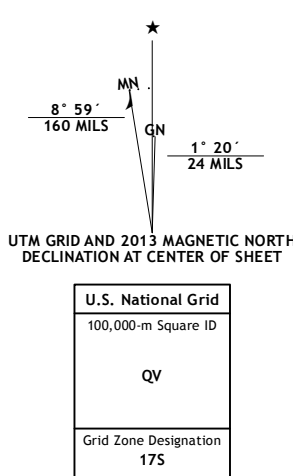 ★
MN
8° 59´
160 MILS
GN
1° 20´
24 MILS
UTM GRID AND 2013 MAGNETIC NORTH
DECLINATION AT CENTER OF SHEET
U.S. National Grid
100,000-m Square ID
QV
Grid Zone Designation
17S